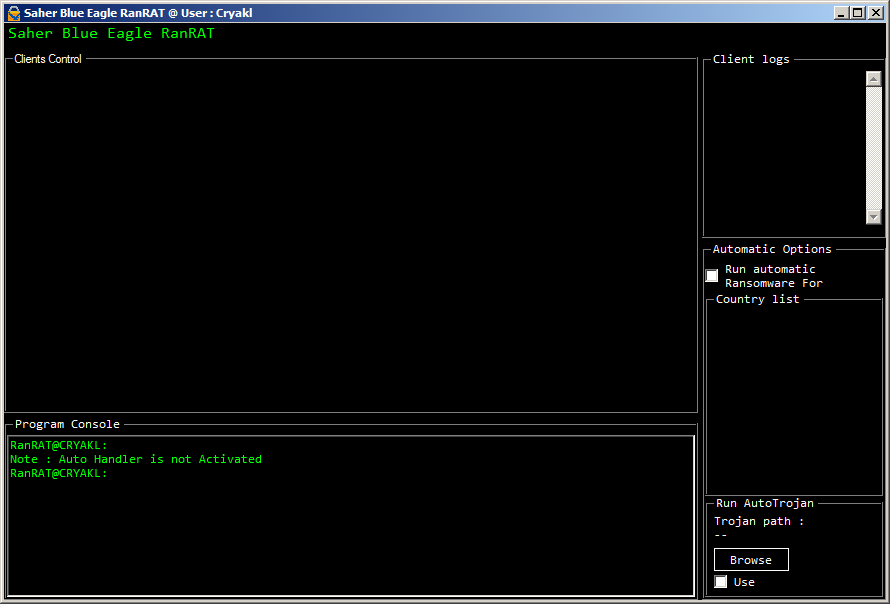 Saher Blue Eagle RanRAT @ User : Cryakl
Saher Blue Eagle RanRAT
Clients Control
Client logs
Automatic Options
Run automatic
Ransomware For
Country list
Program Console
RanRAT@CRYAKL:
Note : Auto Handler is not Activated
RanRAT@CRYAKL:
Run AutoTrojan
Trojan path :
--
Browse
Use